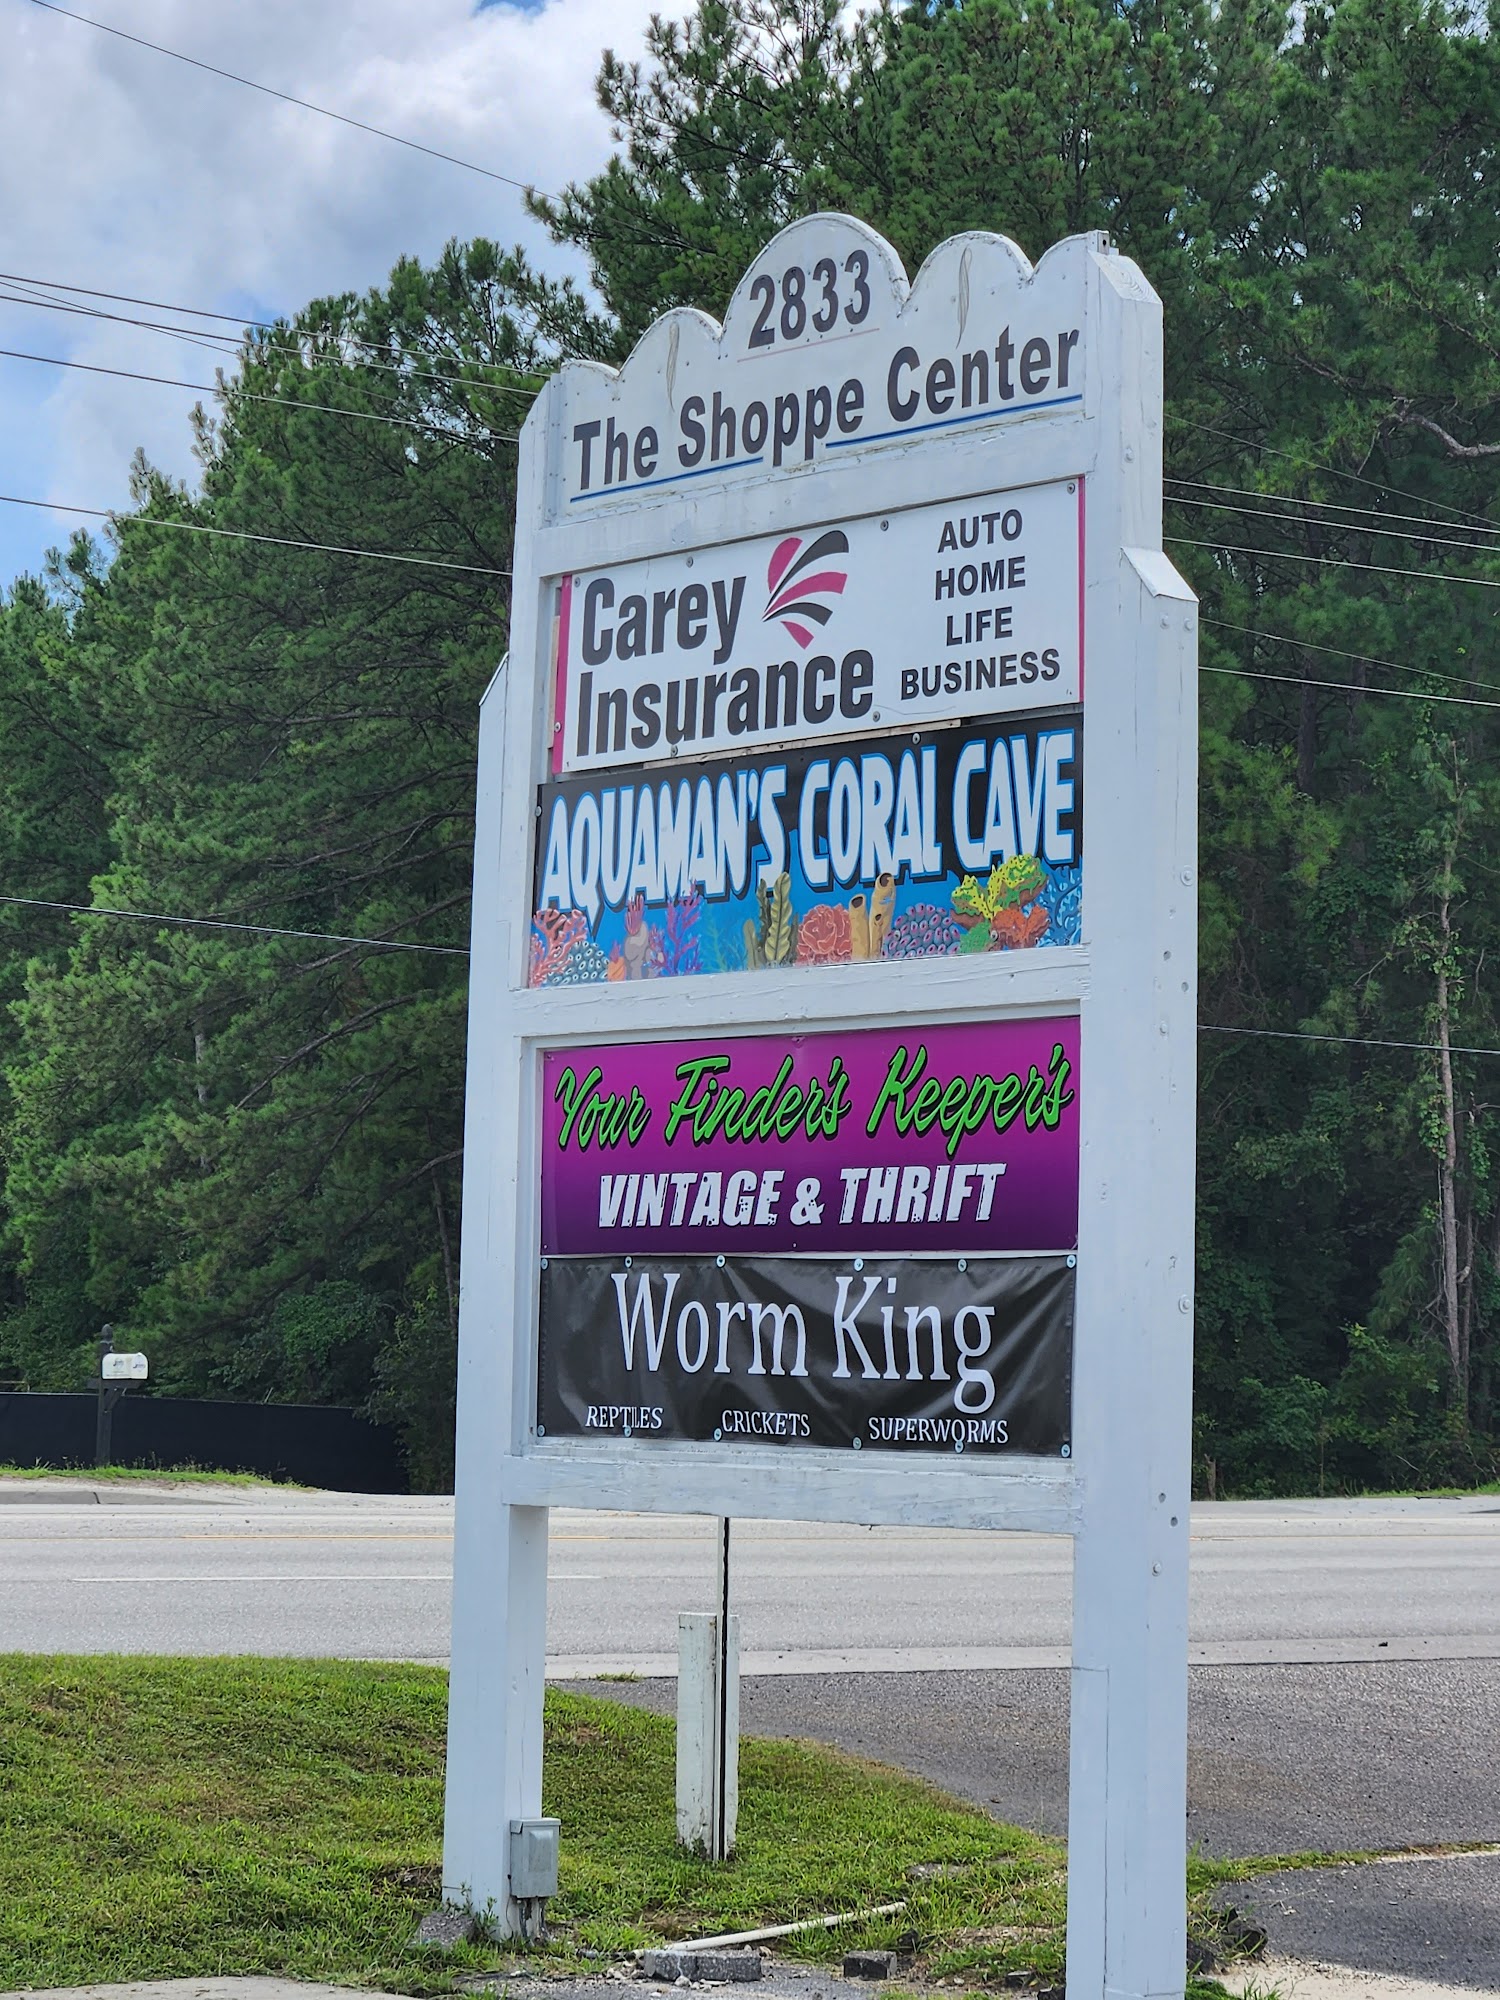 2833
The Shoppe Center
Carey
Insurance
AUTO
HOME
LIFE
BUSINESS
AQUAMAN'S CORAL CAVE
Your Finder's Keeper's
VINTAGE & THRIFT
Worm King
REPTILES CRICKETS SUPERWORMS